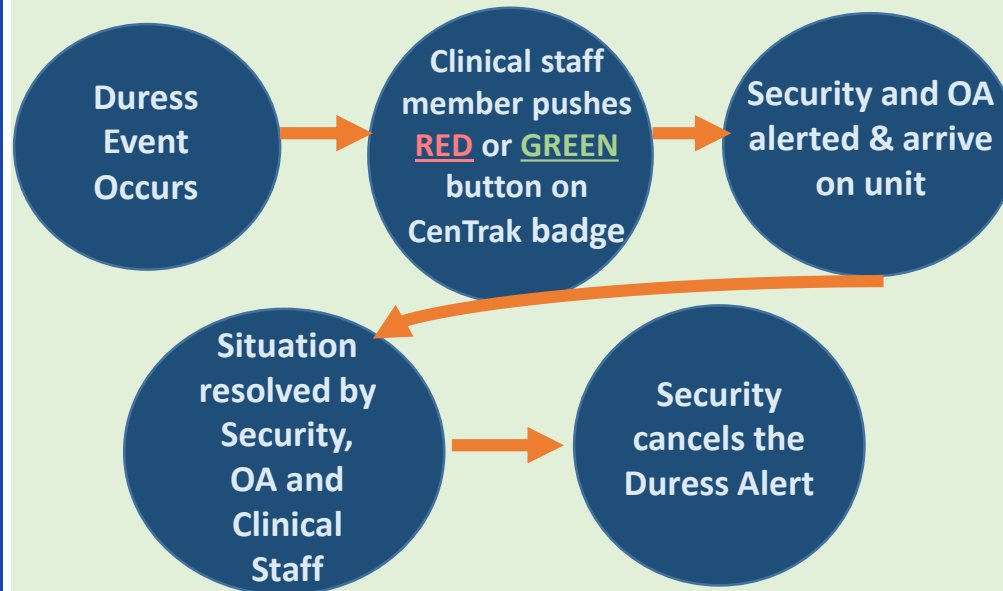 Duress
Event
Occurs
Clinical staff
member pushes
RED or GREEN
button on
CenTrak badge
Security and OA
alerted & arrive
on unit
Situation
resolved by
Security,
OA and
Clinical
Staff
Security
cancels the
Duress Alert